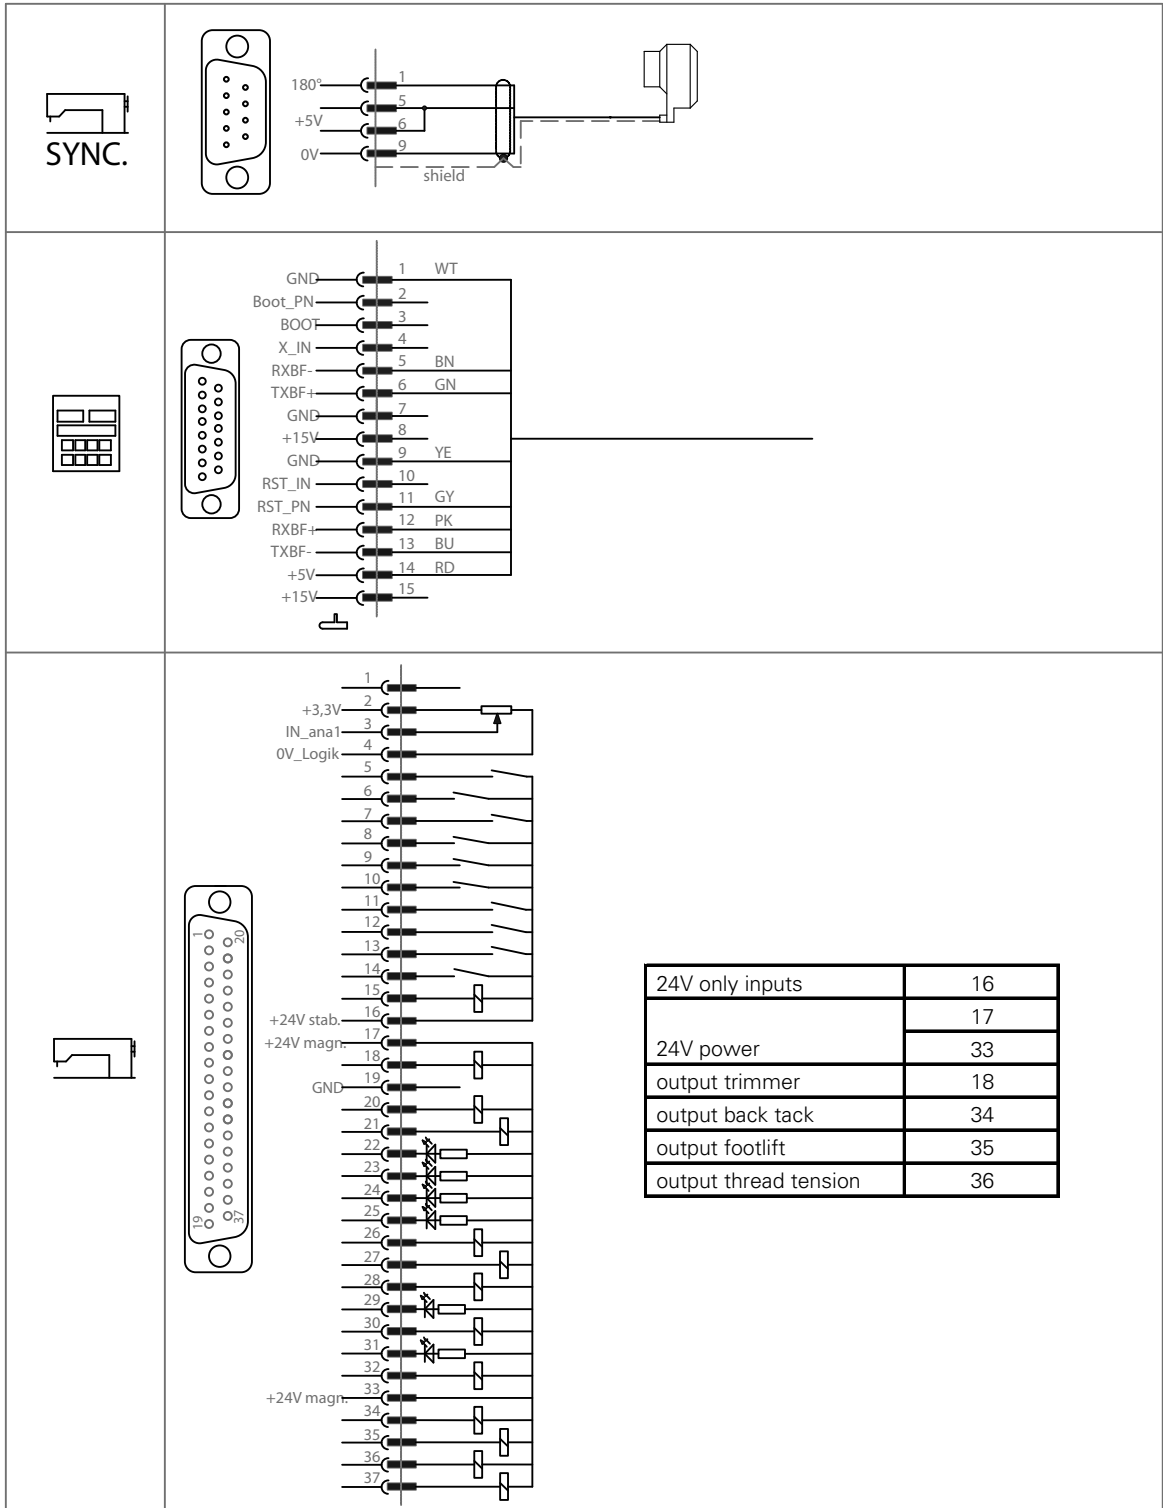 SYNC.
180° 1
5
+5V 6
0V 9
shield
GND 1 WT
Boot_PN 2
BOOT 3
X_IN 4
RXBF- 5 BN
TXBF+ 6 GN
GND 7
+15V 8
GND 9 YE
RST_IN 10
RST_PN 11 GY
RXBF+ 12 PK
TXBF- 13 BU
+5V 14 RD
+15V 15
1
+3,3V 2
IN_ana1 3
0V_Logik 4
5
6
7
8
9
10
11
12
13
14
15
+24V stab. 16
+24V magn. 17
18
GND 19
20
21
22
23
24
25
26
27
28
29
30
31
32
+24V magn. 33
34
35
36
37
1 20
19 37
24V only inputs 16
17
24V power 33
output trimmer 18
output back tack 34
output footlift 35
output thread tension 36